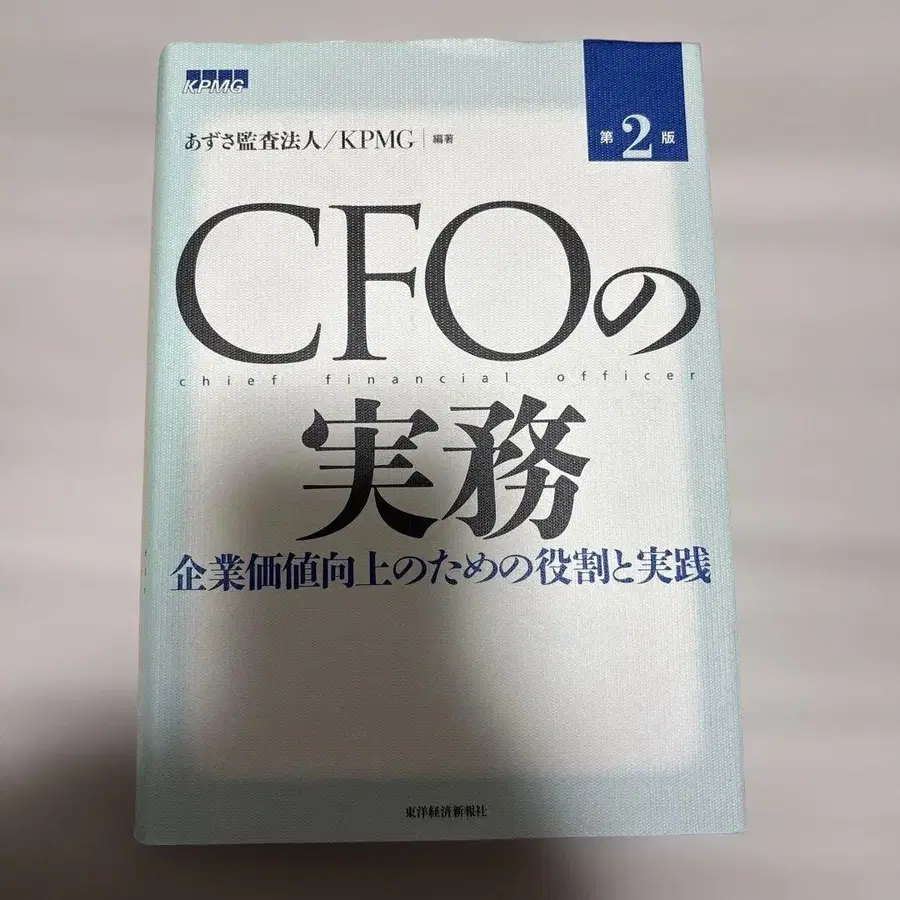 KPMG
第2版
あずさ監査法人/KPMG | 編著
CFOの
chief financial officer
実務
企業価値向上のための役割と実践
東洋経済新報社